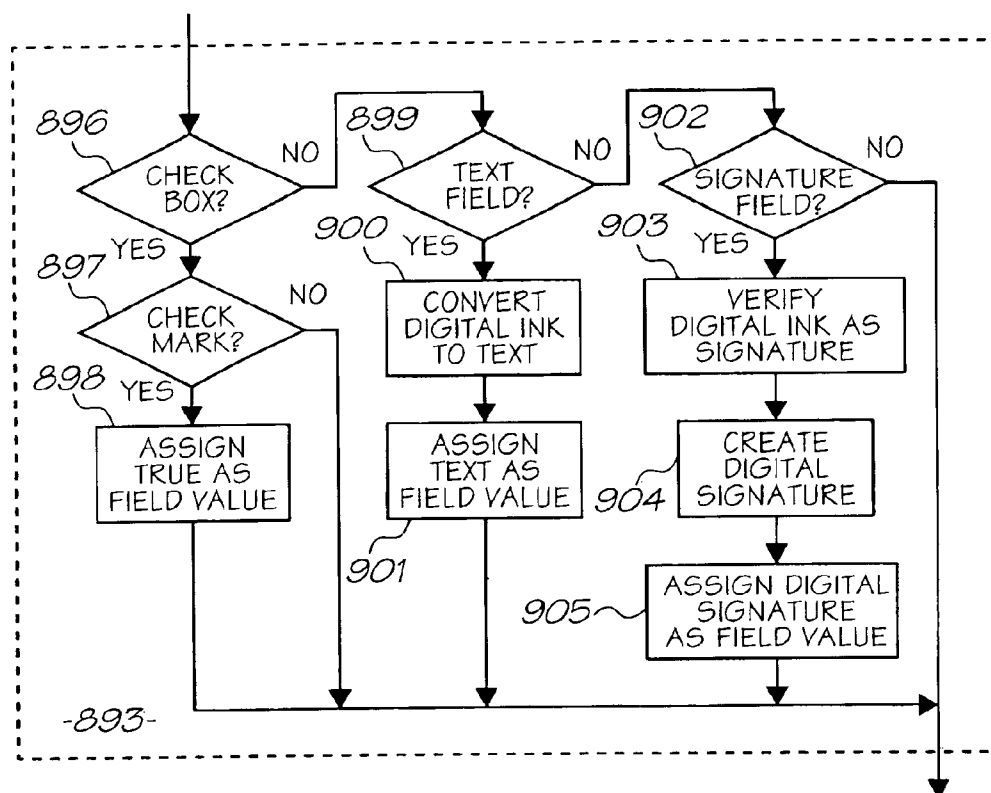 896
CHECK
BOX?
NO
YES
897
CHECK
MARK?
NO
YES
898
ASSIGN
TRUE AS
FIELD VALUE
899
TEXT
FIELD?
NO
YES
900
CONVERT
DIGITAL INK
TO TEXT
ASSIGN
TEXT AS
FIELD VALUE
901
902
SIGNATURE
FIELD?
NO
YES
903
VERIFY
DIGITAL INK AS
SIGNATURE
CREATE
DIGITAL
SIGNATURE
904
ASSIGN DIGITAL
SIGNATURE
AS FIELD VALUE
905
-893-